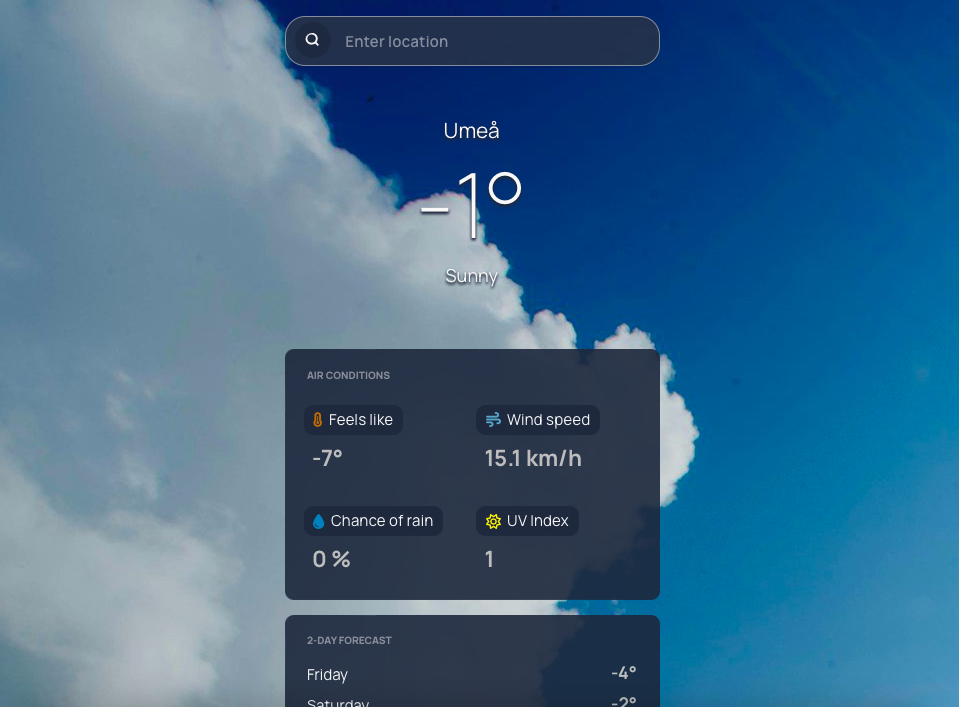 Enter location
Umeå
-1°
Sunny
AIR CONDITIONS
Feels like
Wind speed
-7°
15.1 km/h
Chance of rain
UV Index
0 %
1
2-DAY FORECAST
Friday -4°
Saturday -2°